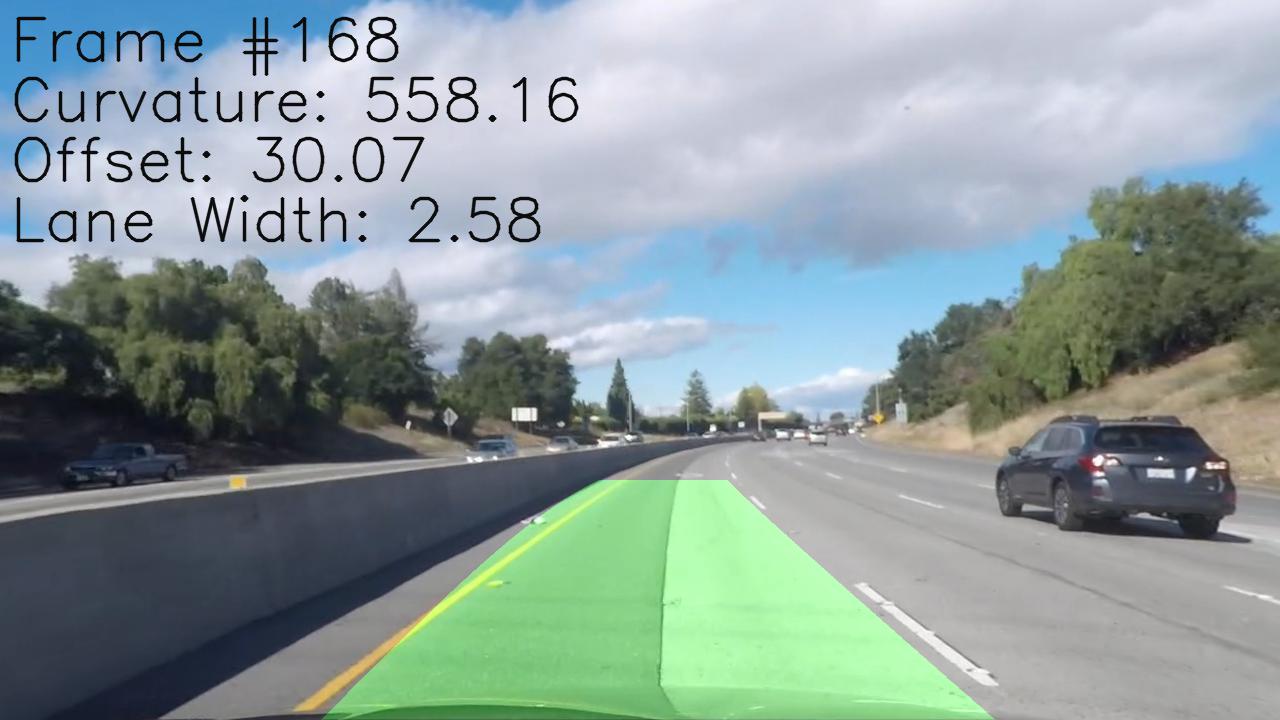 Frame #168
Curvature: 558.16
Offset: 30.07
Lane Width: 2.58